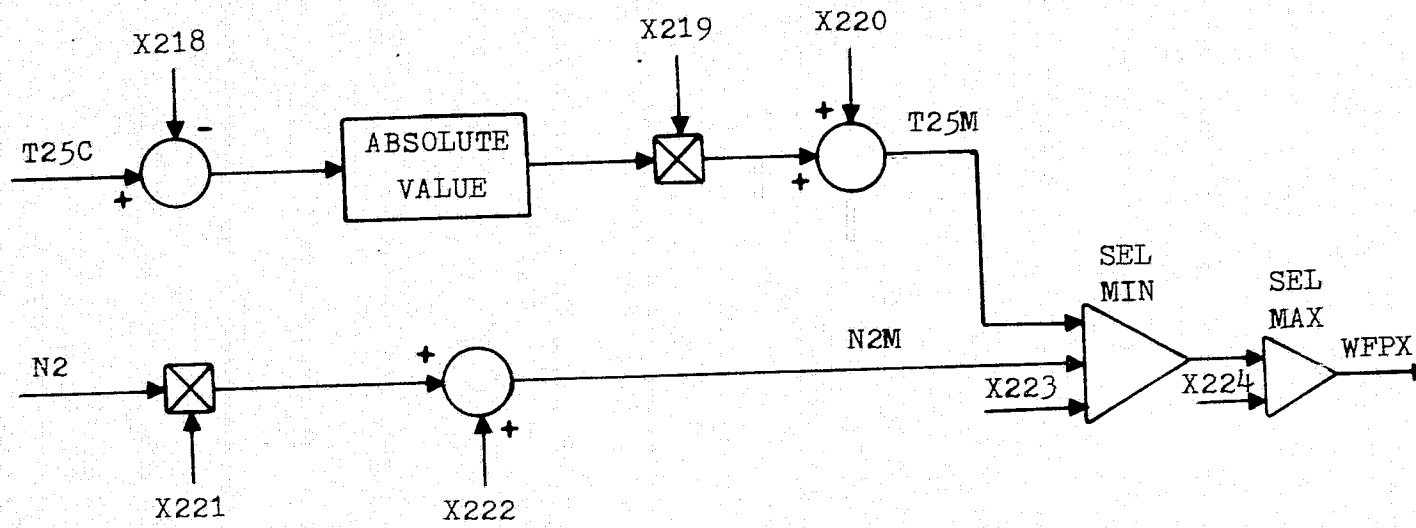 X218
X219
X220
T25C
-
+
ABSOLUTE
VALUE
+
+
T25M
SEL
MIN
SEL
MAX
N2
+
+
N2M
X223
X224
WFPX
X221
X222